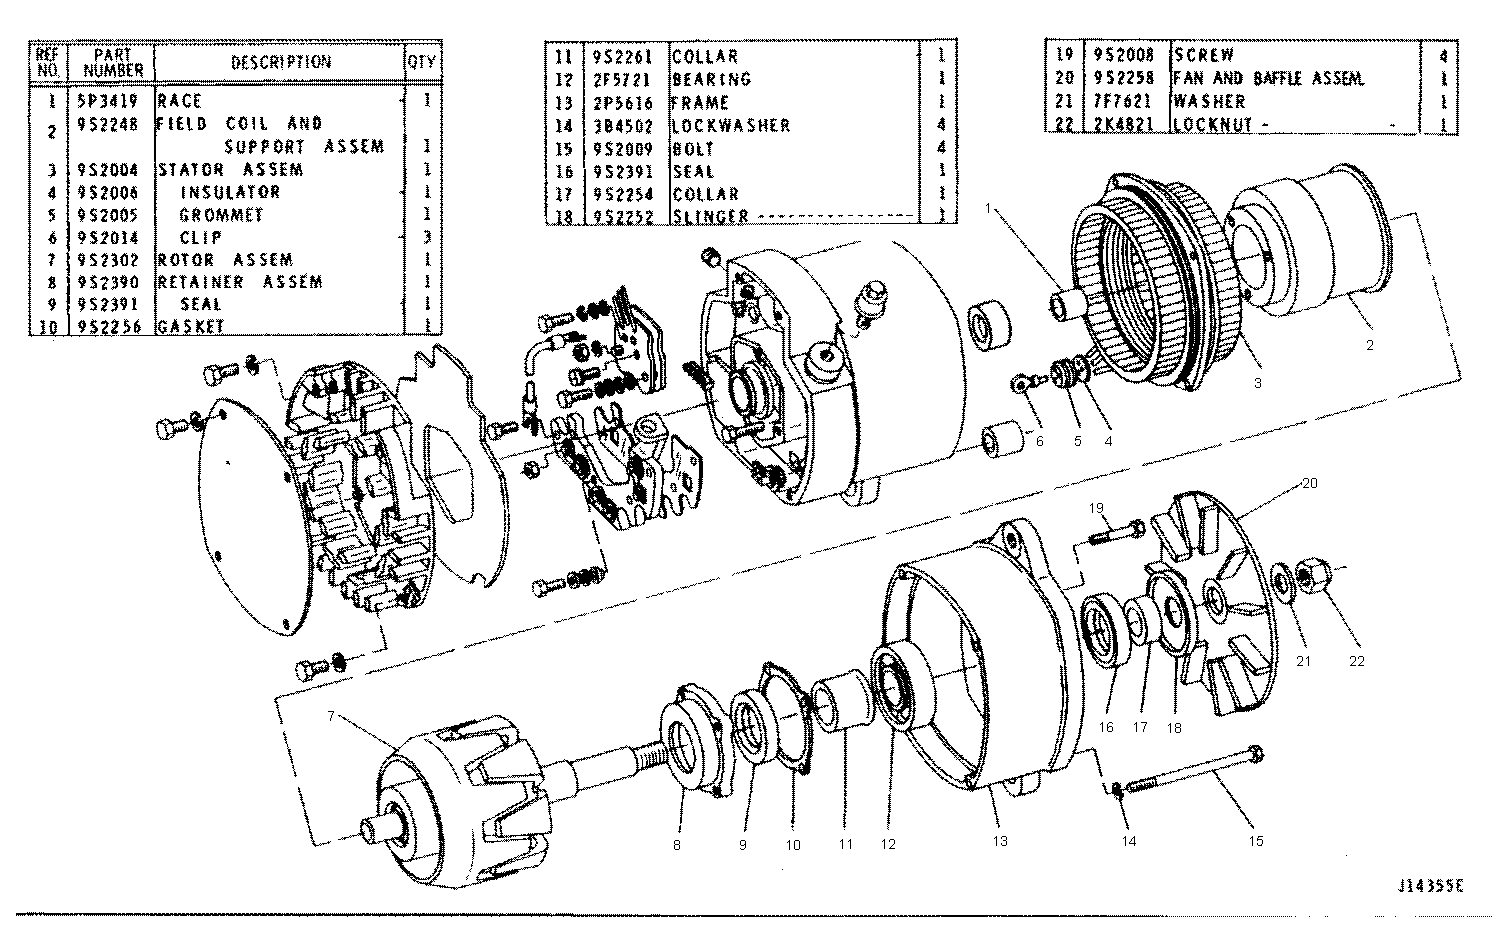 REF NO. PART NUMBER DESCRIPTION QTY
1 5P3419 RACE - 1
2 9S2248 FIELD COIL AND
SUPPORT ASSEM 1
3 9S2004 STATOR ASSEM 1
4 9S2006 INSULATOR 1
5 9S2005 GROMMET 1
6 9S2014 CLIP 3
7 9S2302 ROTOR ASSEM 1
8 9S2390 RETAINER ASSEM 1
9 9S2391 SEAL 1
10 9S2256 GASKET 1
11 9S2261 COLLAR 1
12 2F5721 BEARING 1
13 2P5616 FRAME 1
14 3B4502 LOCKWASHER 4
15 9S2009 BOLT 4
16 9S2391 SEAL 1
17 9S2254 COLLAR 1
18 9S2252 SLINGER ---------------- 1
19 9S2008 SCREW 4
20 9S2258 FAN AND BAFFLE ASSEM. 1
21 7F7621 WASHER 1
22 2K4821 LOCKNUT - - 1
1
2
3
6 5 4
20
19
21 22
7
16 17 18
8 9 10 11 12 13 14 15
J14355E